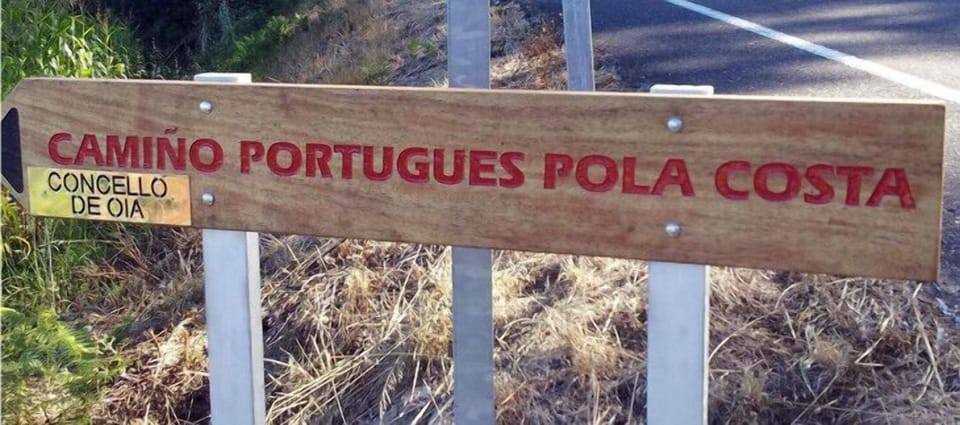 CAMIÑO PORTUGUES POLA COSTA
CONCELLO
DE OIA